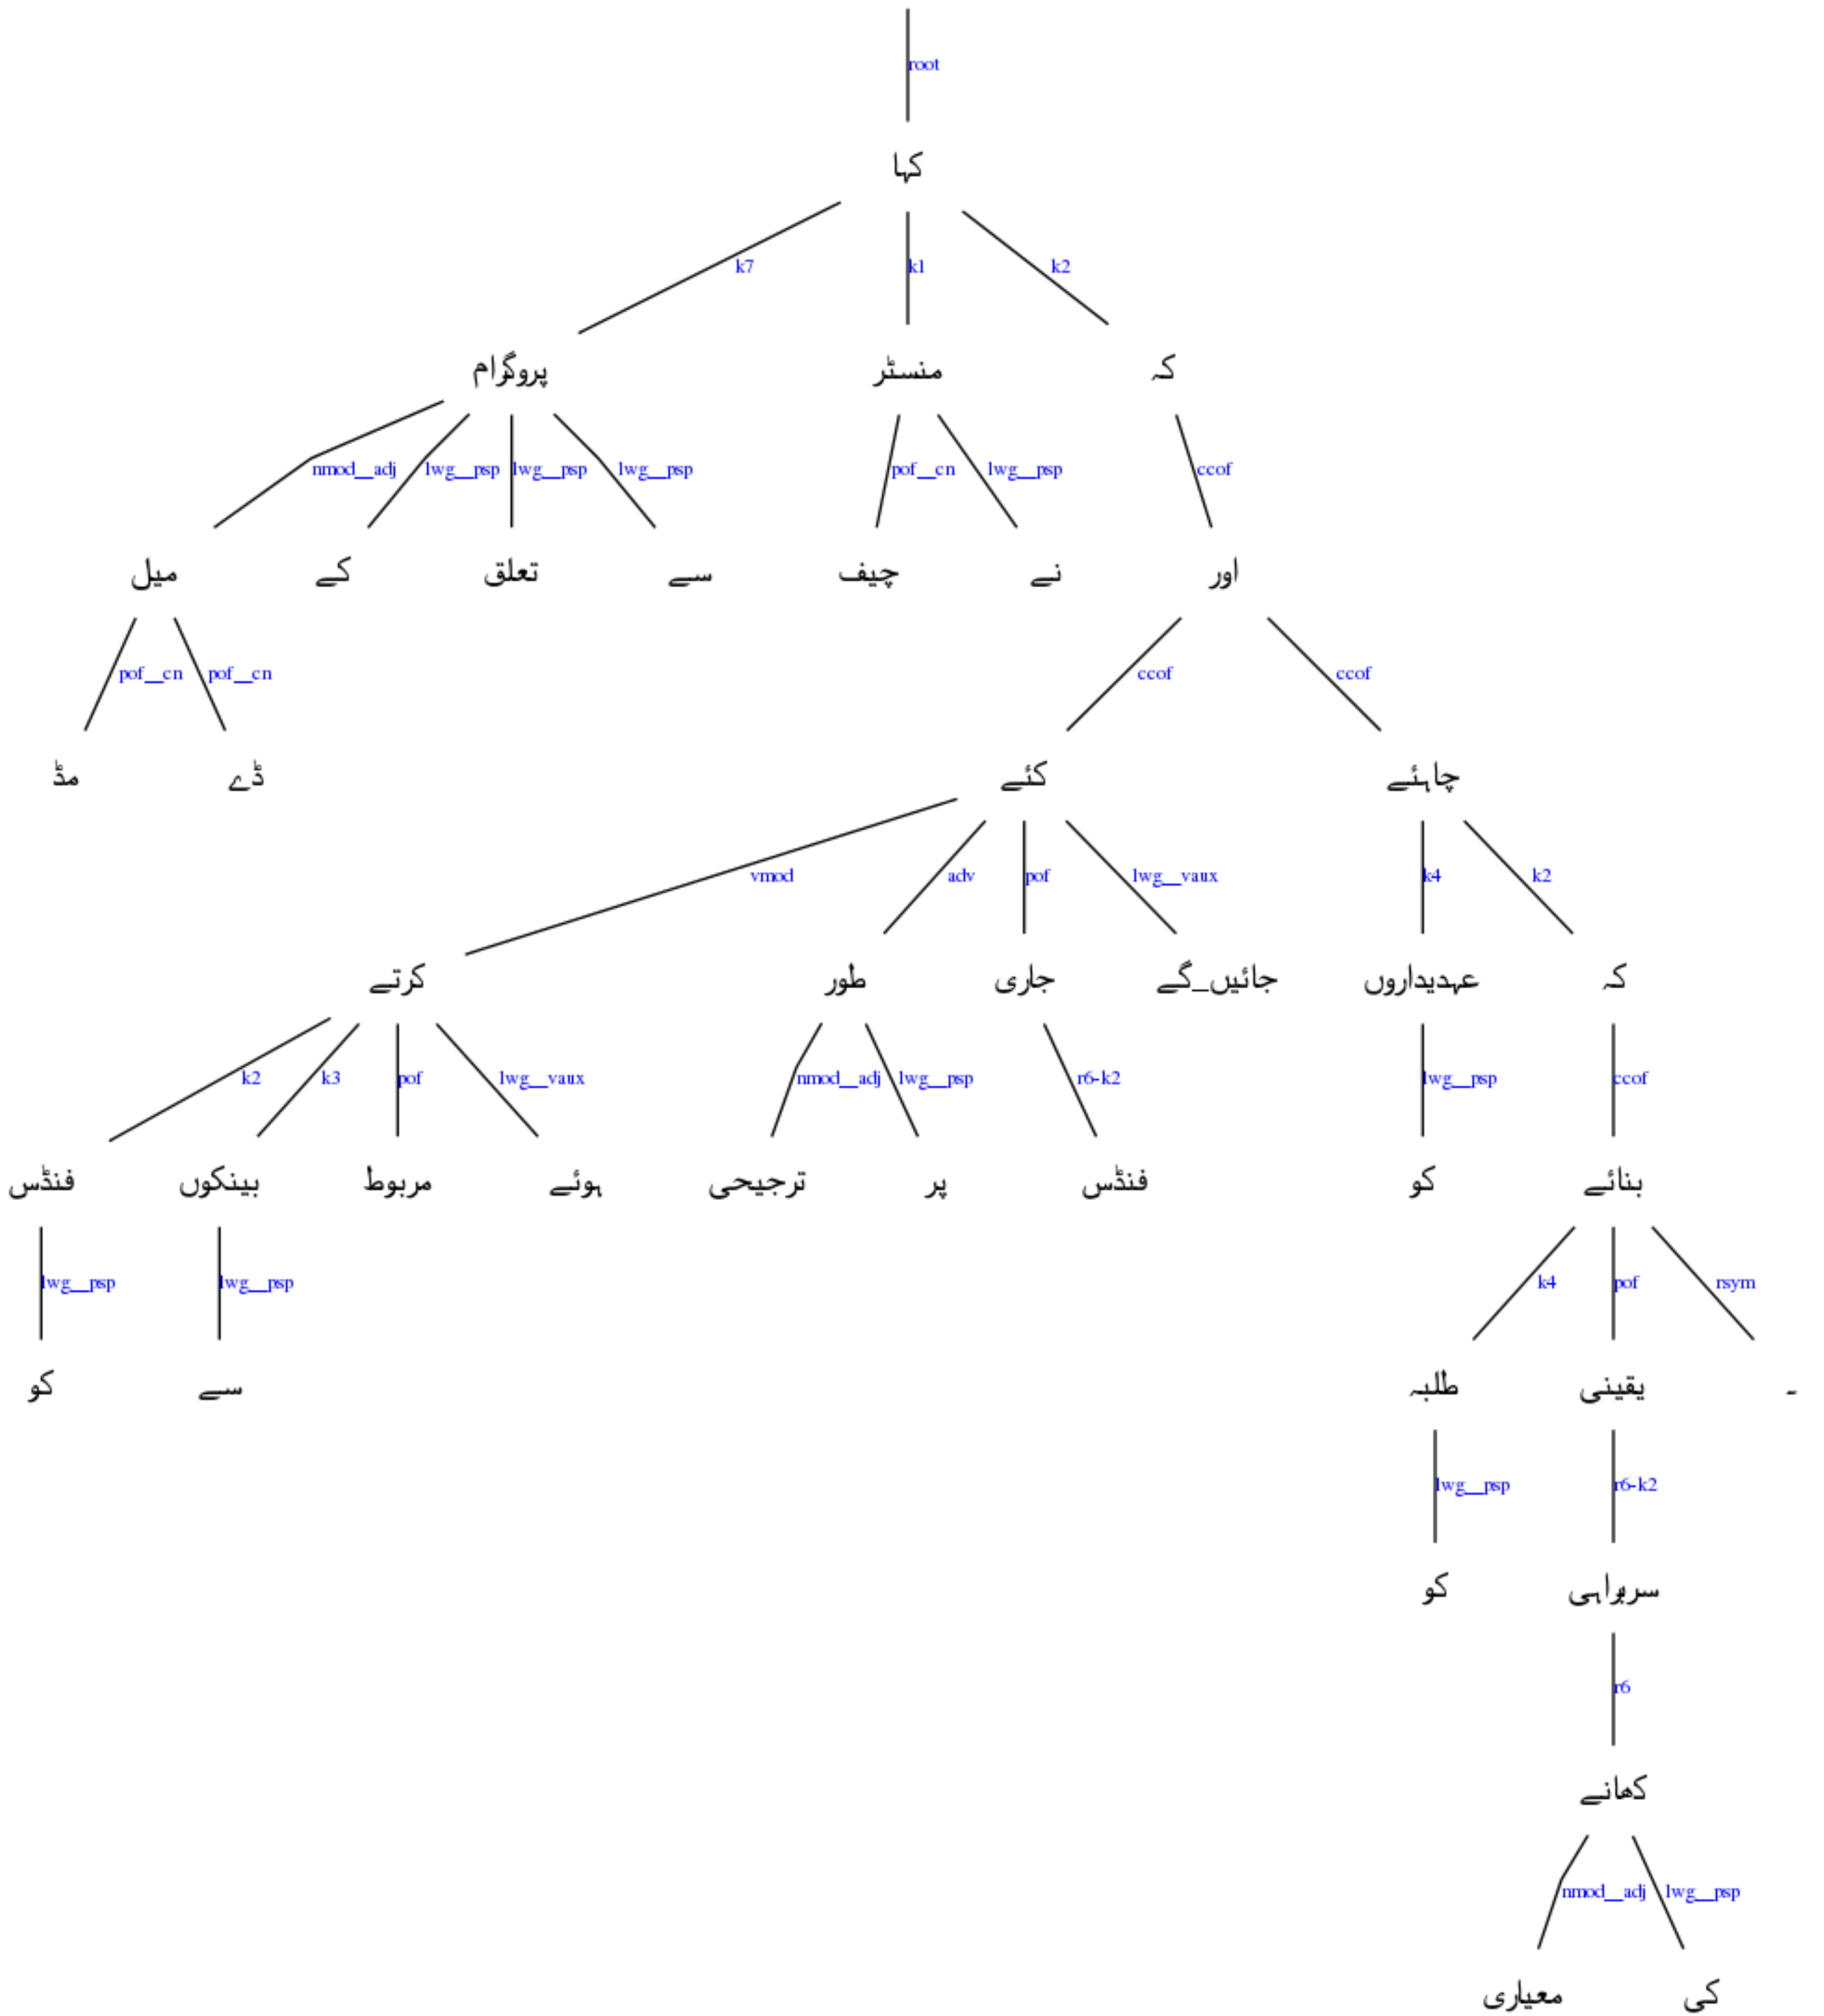 root
کہا
k7 k1 k2
پروگرام منسٹر کہ
nmod__adj lwg__psp lwg__psp lwg__psp pof__cn lwg__psp ccof
میل کے تعلق سے چیف نے اور
pof__cn pof__cn ccof ccof
مڈ ڈے کئے چاہئے
vmod adv pof lwg__vaux k4 k2
کرتے طور جاری جائیں_گے عہدیداروں کہ
k2 k3 pof lwg__vaux nmod__adj lwg__psp r6-k2 lwg__psp ccof
فنڈس بینکوں مربوط ہوئے ترجیحی پر فنڈس کو بنائے
lwg__psp lwg__psp k4 pof rsym
کو سے طلبہ یقینی ۔
lwg__psp r6-k2
کو سربراہی
r6
کھانے
nmod__adj lwg__psp
معیاری کی